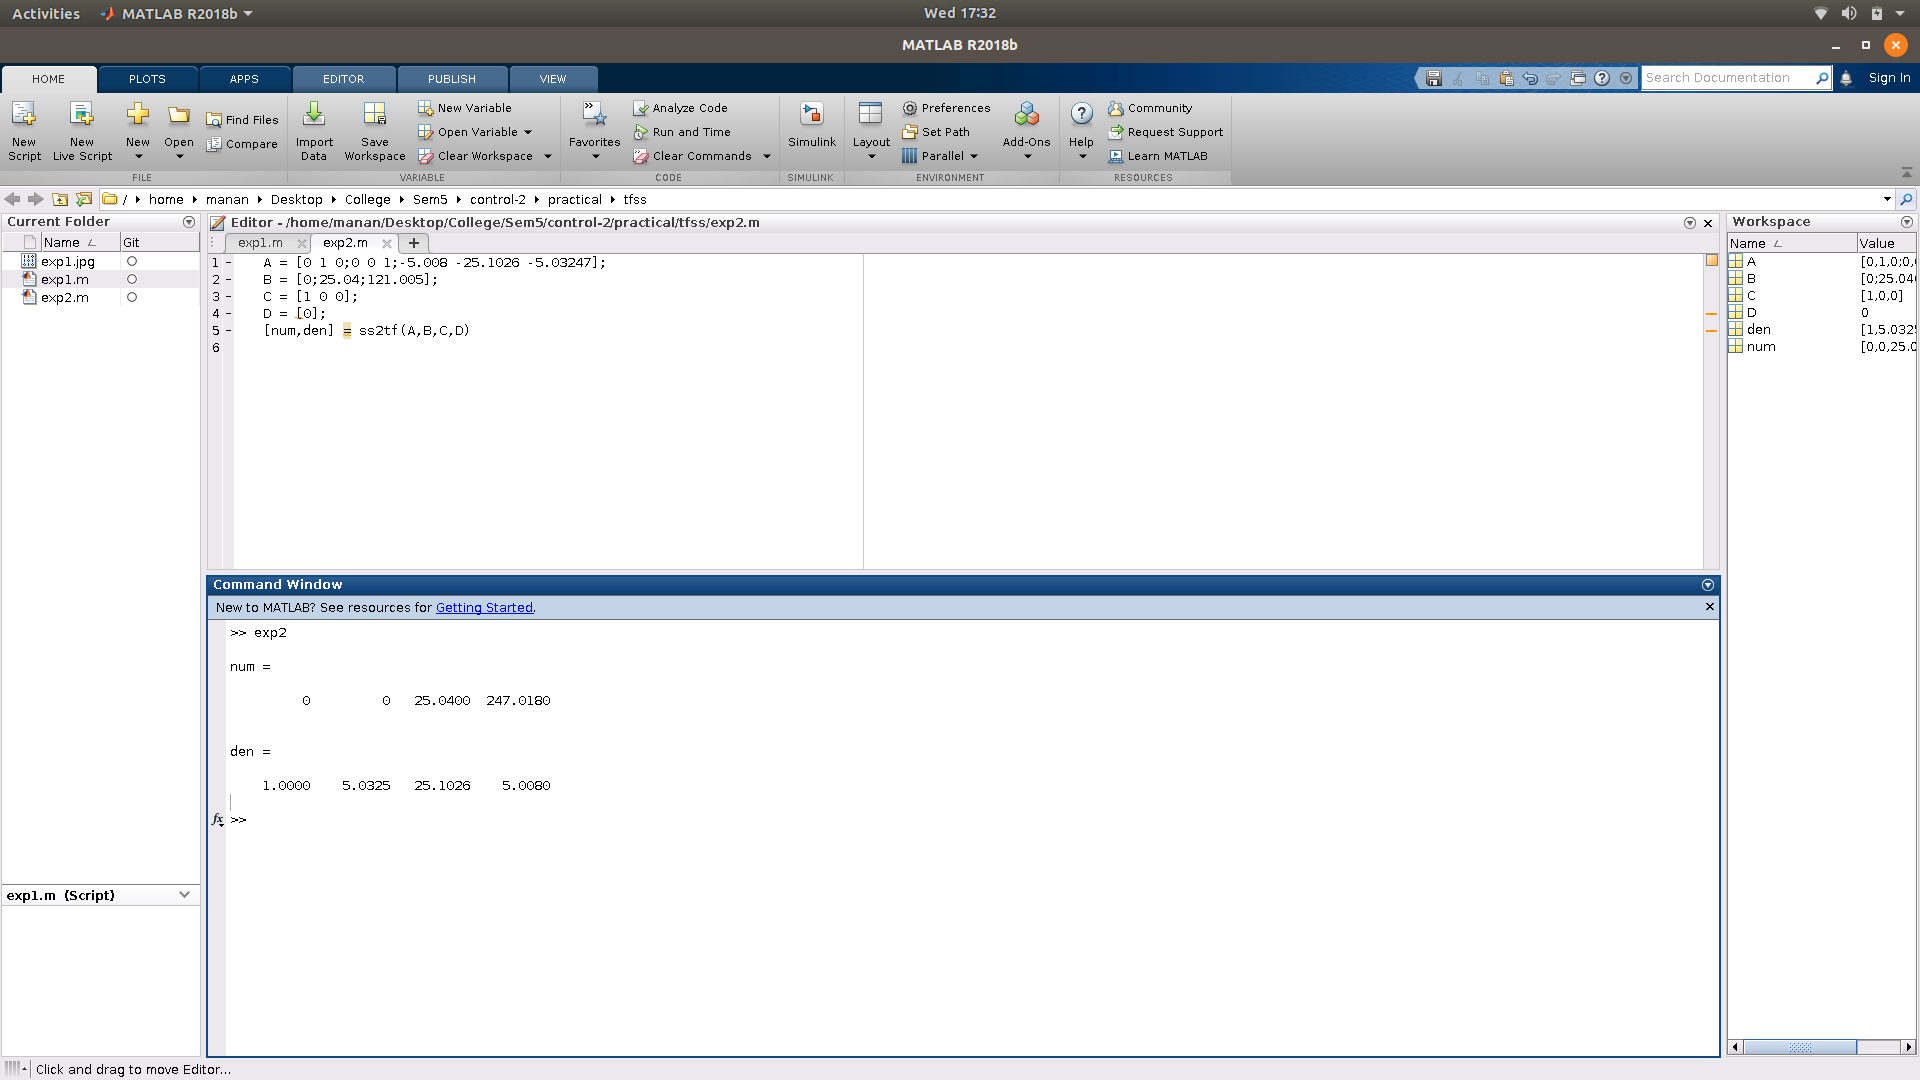 Activities MATLAB R2018b Wed 17:32
MATLAB R2018b
HOME PLOTS APPS EDITOR PUBLISH VIEW
Search Documentation Sign In
New Script
New Live Script
New
Open
Find Files
Compare
FILE
Import Data
Save Workspace
New Variable
Open Variable
Clear Workspace
VARIABLE
Favorites
Analyze Code
Run and Time
Clear Commands
CODE
Simulink
SIMULINK
Layout
Preferences
Set Path
Parallel
Add-Ons
ENVIRONMENT
Help
Community
Request Support
Learn MATLAB
RESOURCES
/ home manan Desktop College Sem5 control-2 practical tfss
Current Folder
Name Git
exp1.jpg
exp1.m
exp2.m
exp1.m (Script)
Editor - /home/manan/Desktop/College/Sem5/control-2/practical/tfss/exp2.m
exp1.m exp2.m
1 - A = [0 1 0;0 0 1;-5.008 -25.1026 -5.03247];
2 - B = [0;25.04;121.005];
3 - C = [1 0 0];
4 - D = [0];
5 - [num,den] = ss2tf(A,B,C,D)
6
Command Window
New to MATLAB? See resources for Getting Started.
>> exp2
num =
0 0 25.0400 247.0180
den =
1.0000 5.0325 25.1026 5.0080
fx >>
Workspace
Name Value
A [0,1,0;0,
B [0;25.04
C [1,0,0]
D 0
den [1,5.032
num [0,0,25.0
Click and drag to move Editor...